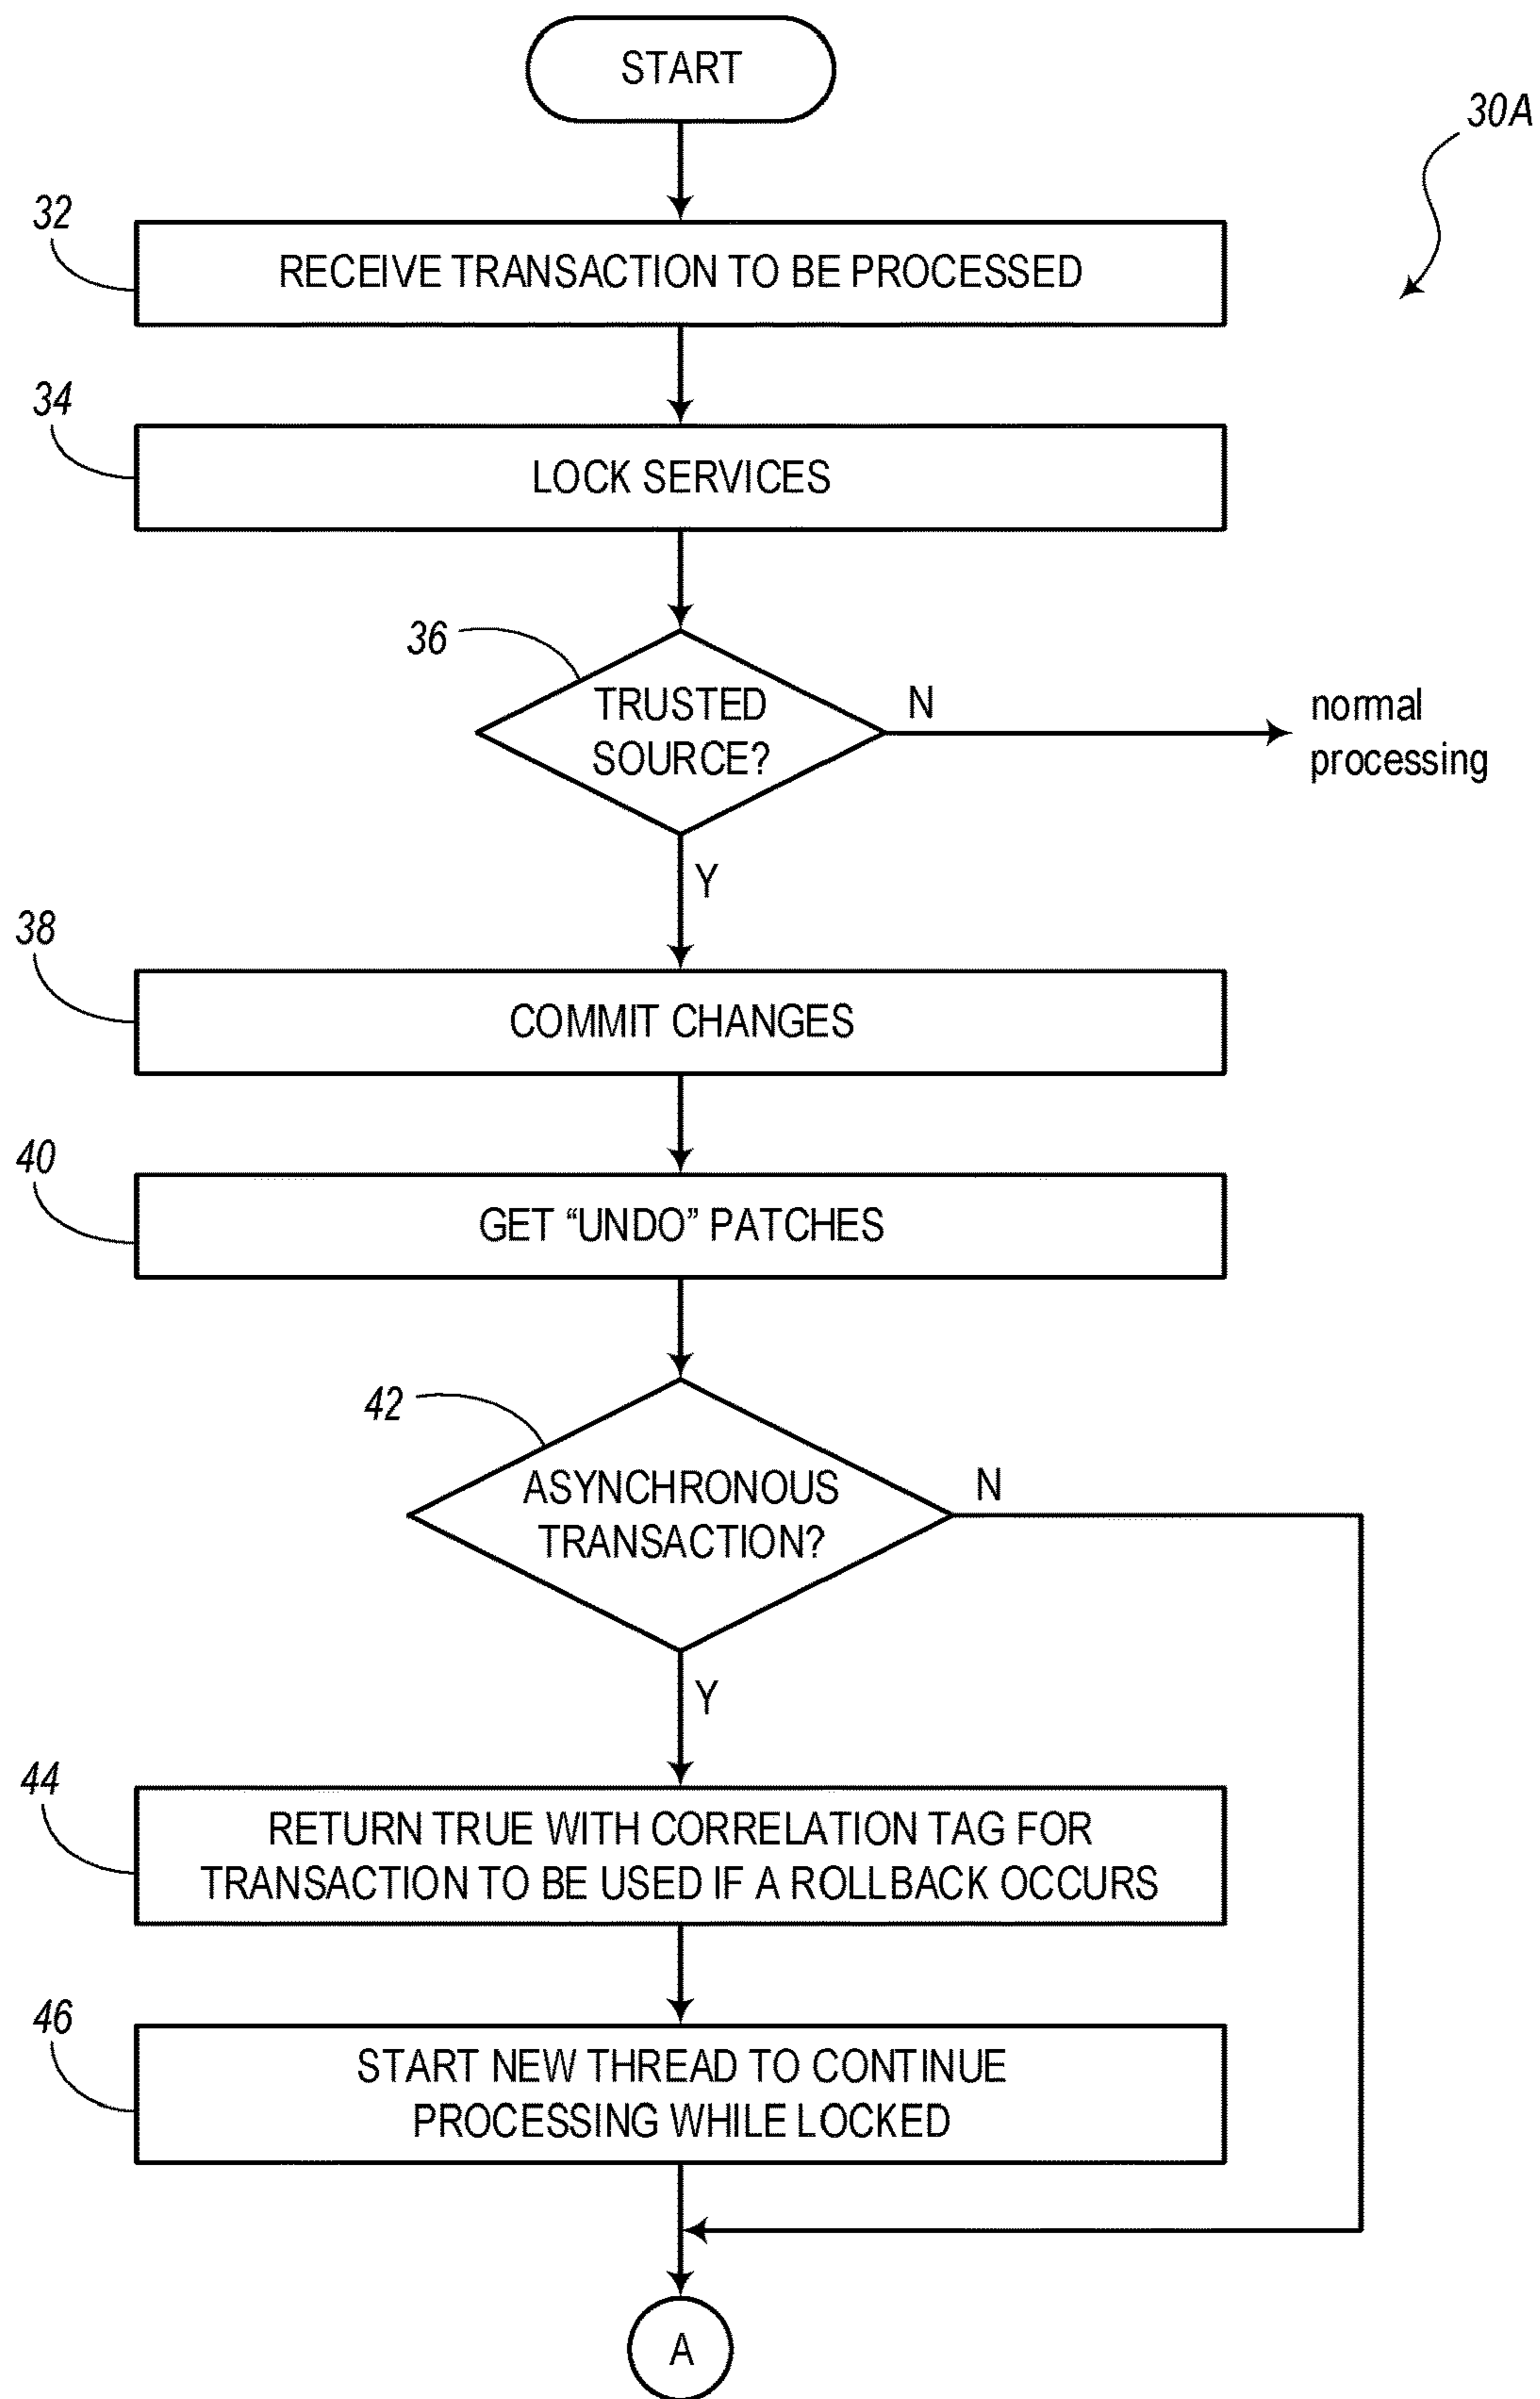 START
30A
32
RECEIVE TRANSACTION TO BE PROCESSED
34
LOCK SERVICES
36
TRUSTED
SOURCE?
N
normal
processing
Y
38
COMMIT CHANGES
40
GET “UNDO” PATCHES
42
ASYNCHRONOUS
TRANSACTION?
N
Y
44
RETURN TRUE WITH CORRELATION TAG FOR
TRANSACTION TO BE USED IF A ROLLBACK OCCURS
46
START NEW THREAD TO CONTINUE
PROCESSING WHILE LOCKED
A